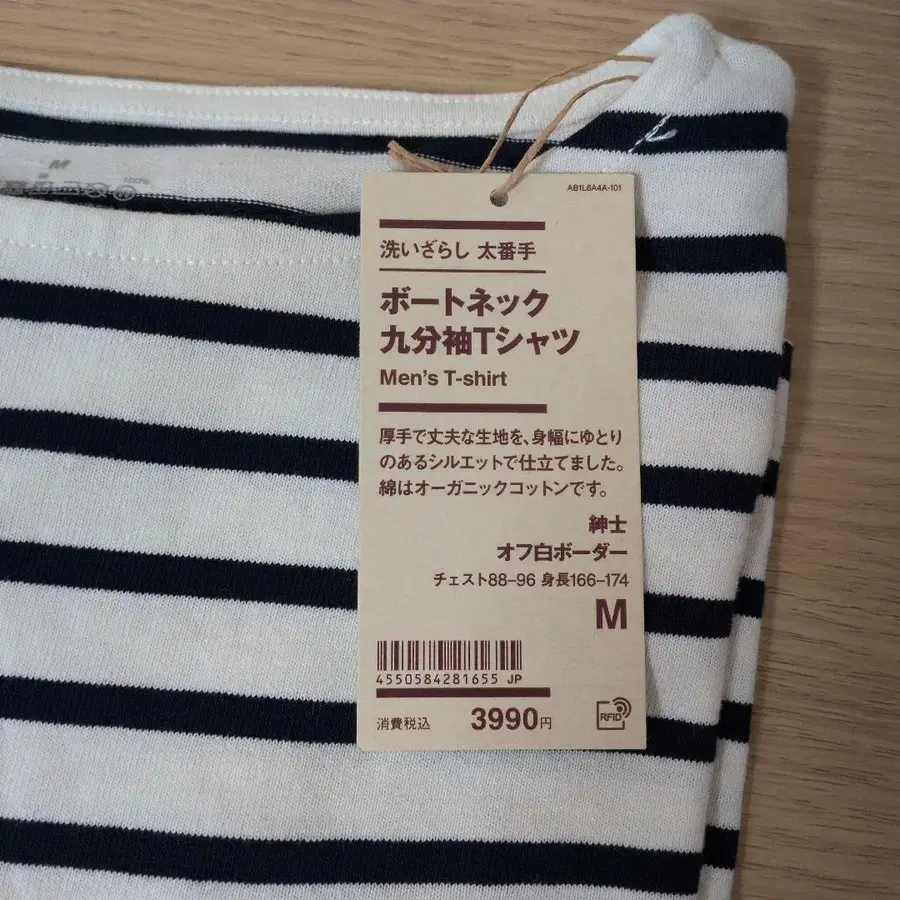 AB1L6A4A-101
洗いざらし 太番手
ボートネック
九分袖Tシャツ
Men's T-shirt
厚手で丈夫な生地を、身幅にゆとり
のあるシルエットで仕立てました。
綿はオーガニックコットンです。
紳士
オフ白ボーダー
チェスト88–96 身長166–174
M
4550584281655 JP
消費税込 3990円
RFID
M
100%